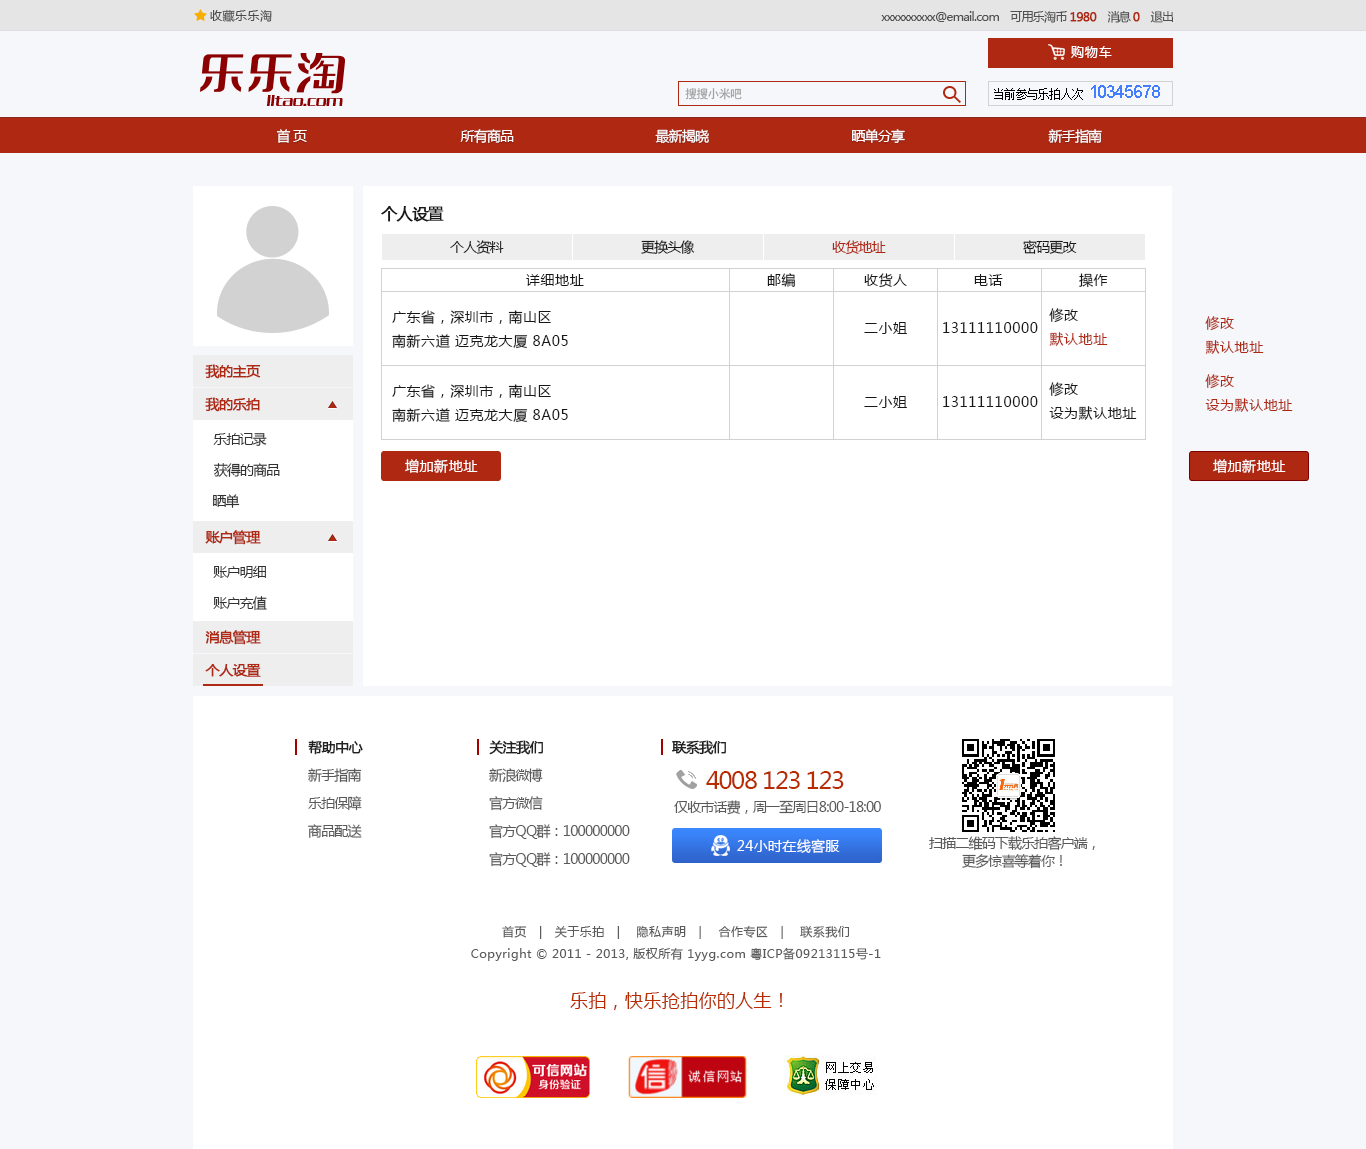 收藏乐乐淘
xxxxxxxxxx@email.com 可用乐淘币 1980 消息 0 退出
乐乐淘
lltao.com
购物车
搜搜小米吧
当前参与乐拍人次 10345678
首 页 所有商品 最新揭晓 晒单分享 新手指南
个人设置
个人资料 更换头像 收货地址 密码更改
详细地址 邮编 收货人 电话 操作
广东省，深圳市，南山区
南新六道 迈克龙大厦 8A05
二小姐 13111110000
修改
默认地址
广东省，深圳市，南山区
南新六道 迈克龙大厦 8A05
二小姐 13111110000
修改
设为默认地址
增加新地址
修改
默认地址
修改
设为默认地址
增加新地址
我的主页
我的乐拍
乐拍记录
获得的商品
晒单
账户管理
账户明细
账户充值
消息管理
个人设置
帮助中心
新手指南
乐拍保障
商品配送
关注我们
新浪微博
官方微信
官方QQ群：100000000
官方QQ群：100000000
联系我们
4008 123 123
仅收市话费，周一至周日8:00-18:00
24小时在线客服
扫描二维码下载乐拍客户端，
更多惊喜等着你！
首页 | 关于乐拍 | 隐私声明 | 合作专区 | 联系我们
Copyright © 2011 - 2013, 版权所有 1yyg.com 粤ICP备09213115号-1
乐拍，快乐抢拍你的人生！
可信网站
身份验证
信 诚信网站
网上交易
保障中心